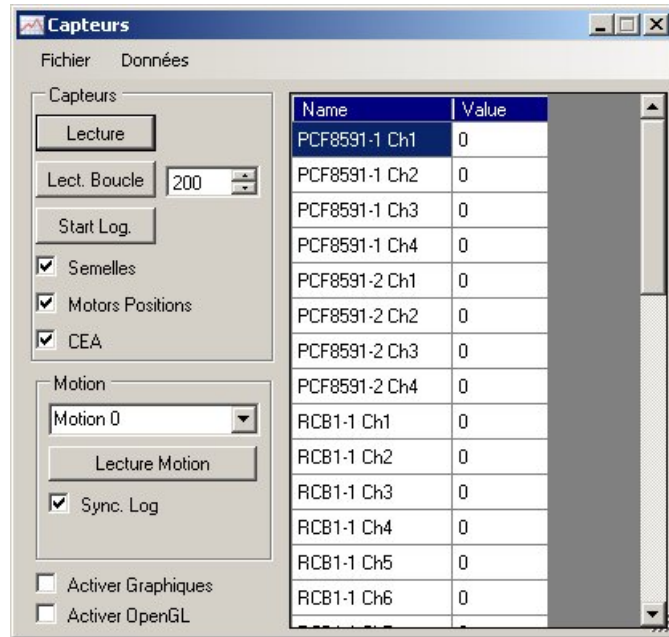 Capteurs
Fichier Données
Capteurs
Lecture
Lect. Boucle 200
Start Log.
Semelles
Motors Positions
CEA
Motion
Motion 0
Lecture Motion
Sync. Log
Activer Graphiques
Activer OpenGL
Name Value
PCF8591-1 Ch1 0
PCF8591-1 Ch2 0
PCF8591-1 Ch3 0
PCF8591-1 Ch4 0
PCF8591-2 Ch1 0
PCF8591-2 Ch2 0
PCF8591-2 Ch3 0
PCF8591-2 Ch4 0
RCB1-1 Ch1 0
RCB1-1 Ch2 0
RCB1-1 Ch3 0
RCB1-1 Ch4 0
RCB1-1 Ch5 0
RCB1-1 Ch6 0